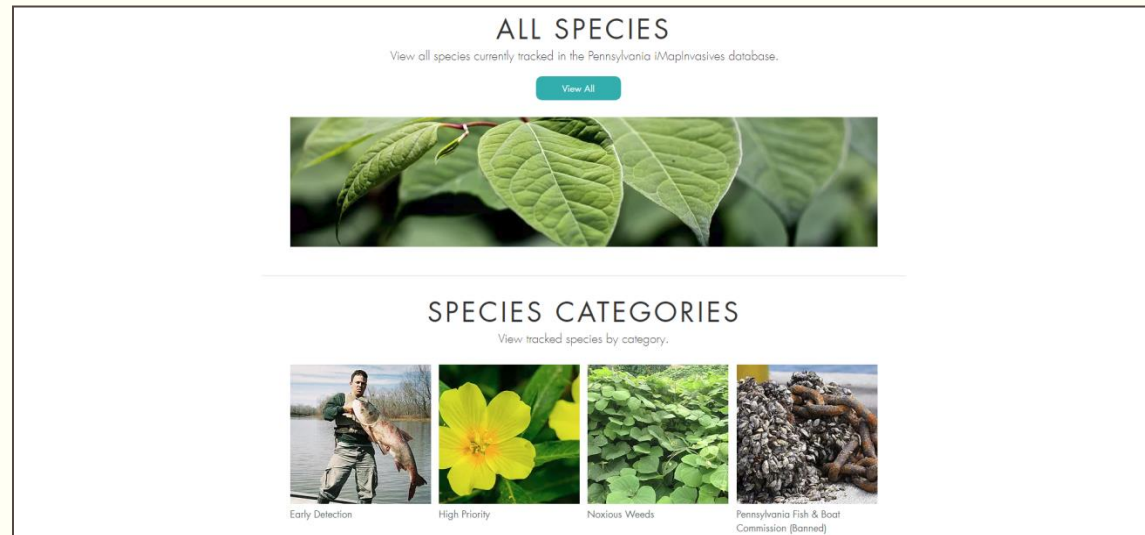 ALL SPECIES
View all species currently tracked in the Pennsylvania iMapInvasives database.
View All
SPECIES CATEGORIES
View tracked species by category.
Early Detection
High Priority
Noxious Weeds
Pennsylvania Fish & Boat
Commission (Banned)